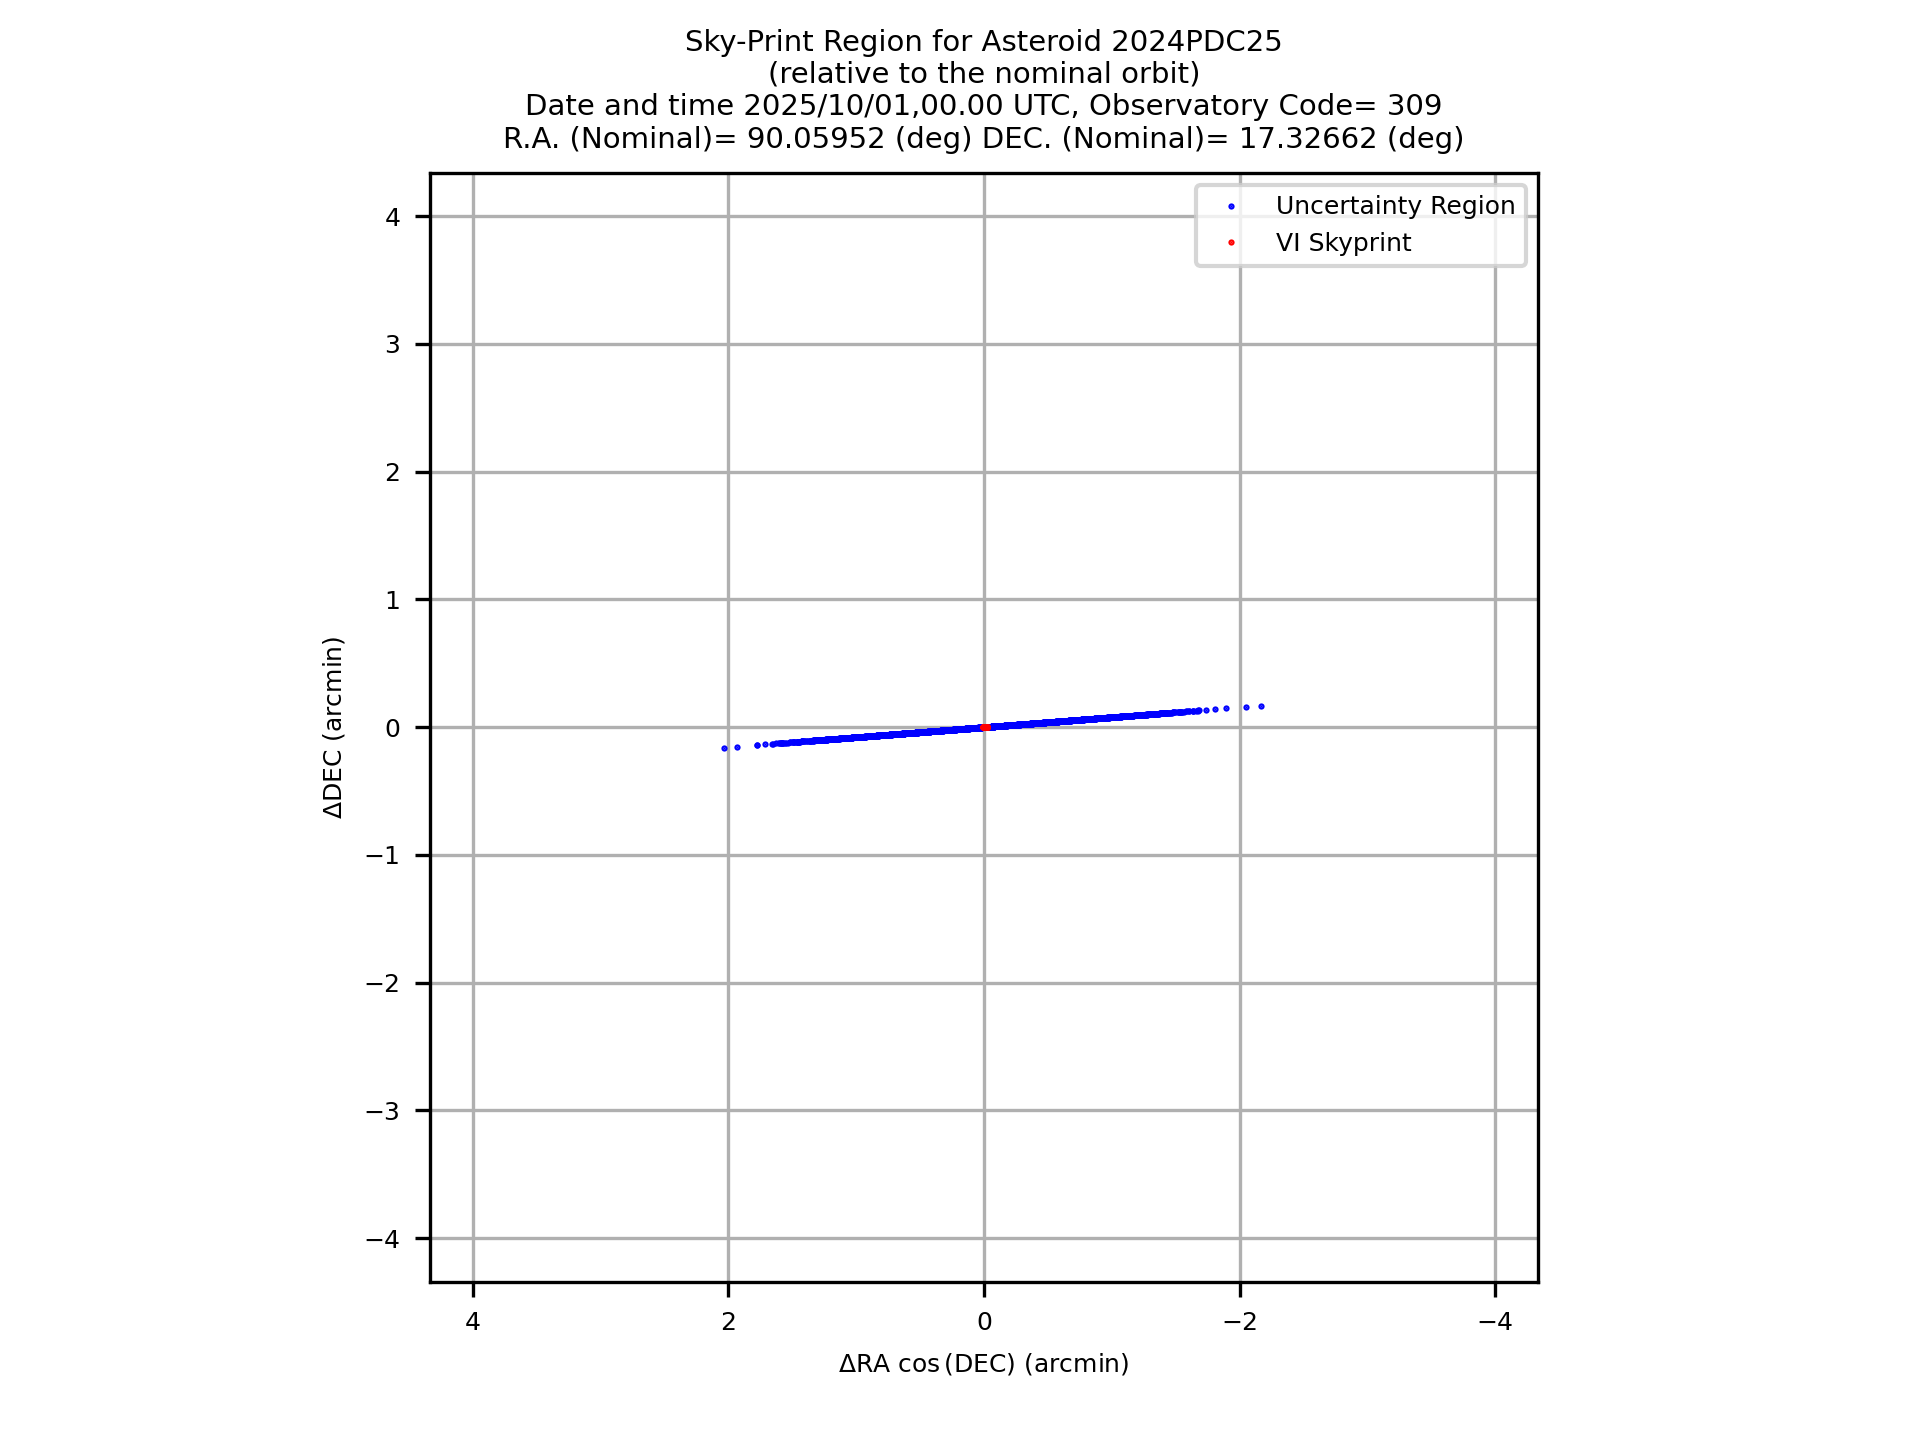 Sky-Print Region for Asteroid 2024PDC25
(relative to the nominal orbit)
Date and time 2025/10/01,00.00 UTC, Observatory Code= 309
R.A. (Nominal)= 90.05952 (deg) DEC. (Nominal)= 17.32662 (deg)
Uncertainty Region
VI Skyprint
4
3
2
1
0
−1
−2
−3
−4
ΔDEC (arcmin)
4
2
0
−2
−4
ΔRA cos (DEC) (arcmin)